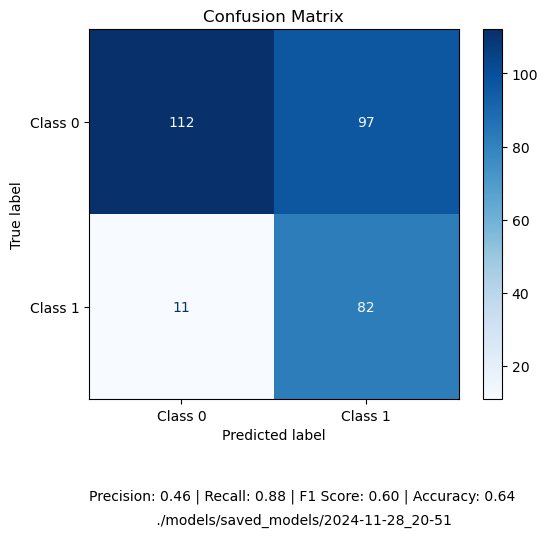 Confusion Matrix
Class 0
112
97
100
80
True label
60
Class 1
11
82
40
20
Class 0
Class 1
Predicted label
Precision: 0.46 | Recall: 0.88 | F1 Score: 0.60 | Accuracy: 0.64
./models/saved_models/2024-11-28_20-51